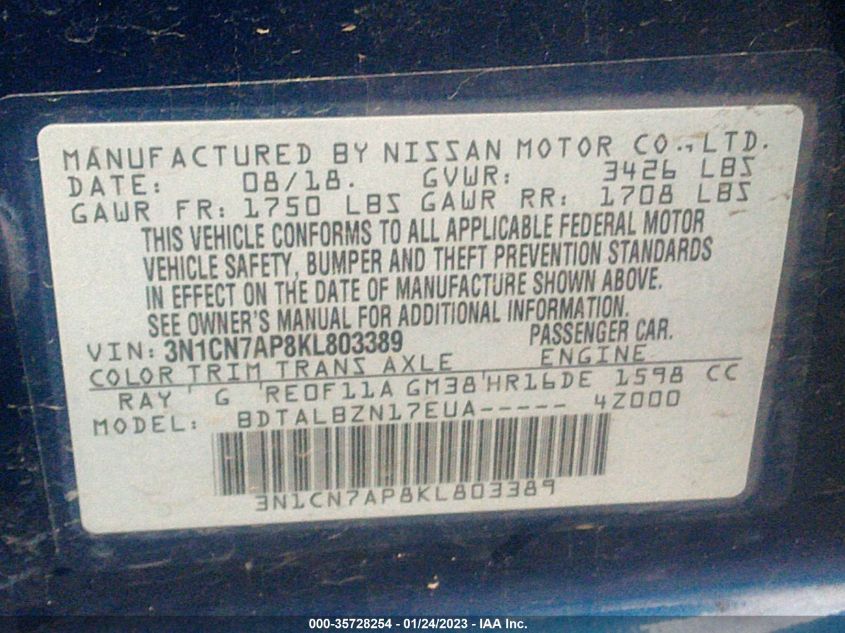 MANUFACTURED BY NISSAN MOTOR CO., LTD.
DATE: 08/18. GVWR: 3426 LBS
GAWR FR: 1750 LBS GAWR RR: 1708 LBS
THIS VEHICLE CONFORMS TO ALL APPLICABLE FEDERAL MOTOR
VEHICLE SAFETY, BUMPER AND THEFT PREVENTION STANDARDS
IN EFFECT ON THE DATE OF MANUFACTURE SHOWN ABOVE.
SEE OWNER'S MANUAL FOR ADDITIONAL INFORMATION.
VIN: 3N1CN7AP8KL803389 PASSENGER CAR.
COLOR TRIM TRANS AXLE ENGINE
RAY ' G 'RE0F11A GM38'HR16DE 1598 CC
MODEL: BDTALBZN17EUA----- 4Z000
3N1CN7AP8KL803389
000-35728254 - 01/24/2023 - IAA Inc.